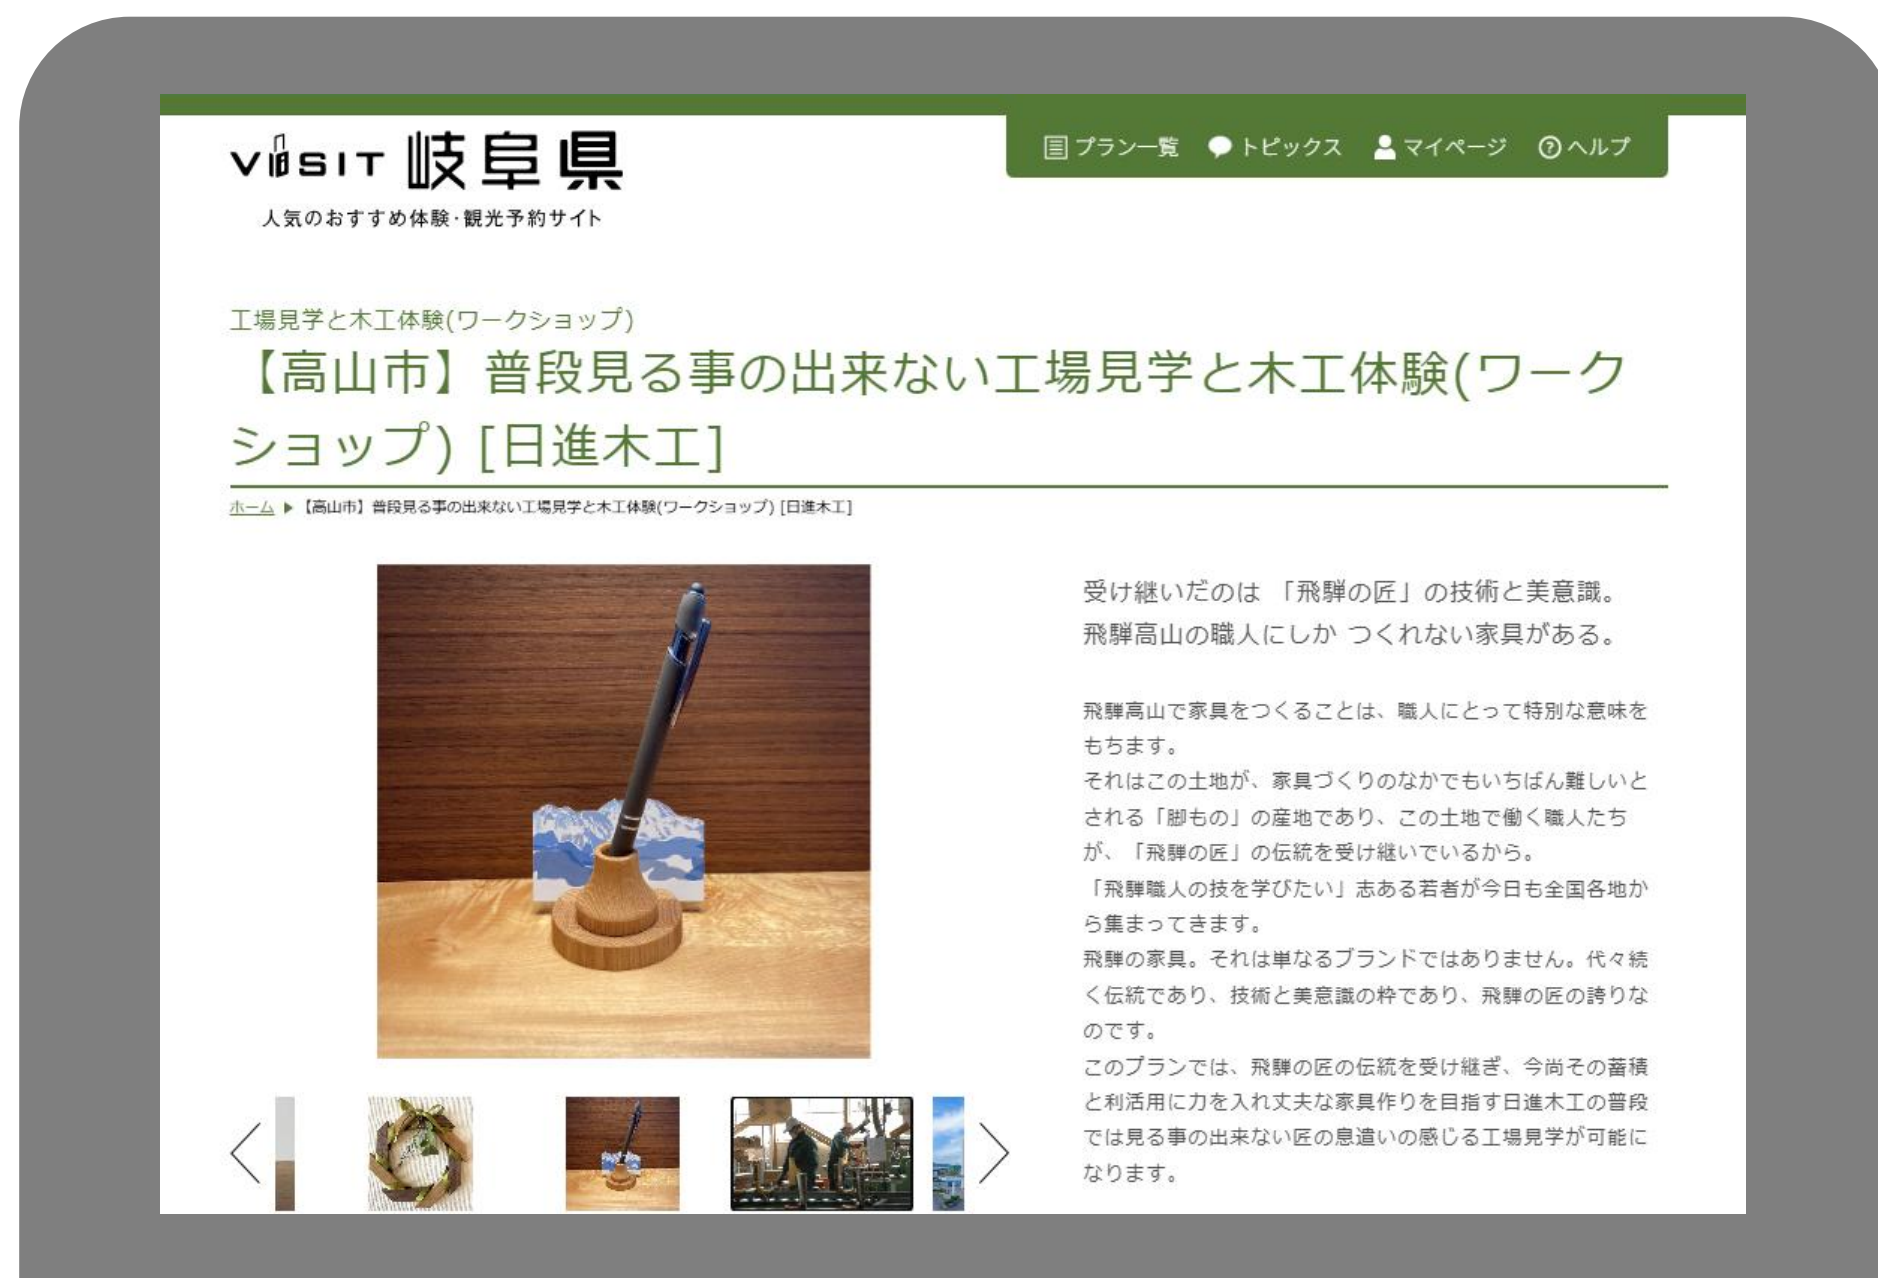 VISIT 岐阜県
人気のおすすめ体験・観光予約サイト
プラン一覧 トピックス マイページ ヘルプ
工場見学と木工体験(ワークショップ)
【高山市】普段見る事の出来ない工場見学と木工体験(ワーク
ショップ) [日進木工]
ホーム ▶ 【高山市】普段見る事の出来ない工場見学と木工体験(ワークショップ) [日進木工]
受け継いだのは 「飛騨の匠」の技術と美意識。
飛騨高山の職人にしか つくれない家具がある。
飛騨高山で家具をつくることは、職人にとって特別な意味を
もちます。
それはこの土地が、家具づくりのなかでもいちばん難しいと
される「脚もの」の産地であり、この土地で働く職人たち
が、「飛騨の匠」の伝統を受け継いでいるから。
「飛騨職人の技を学びたい」志ある若者が今日も全国各地か
ら集まってきます。
飛騨の家具。それは単なるブランドではありません。代々続
く伝統であり、技術と美意識の粋であり、飛騨の匠の誇りな
のです。
このプランでは、飛騨の匠の伝統を受け継ぎ、今尚その蓄積
と利活用に力を入れ丈夫な家具作りを目指す日進木工の普段
では見る事の出来ない匠の息遣いの感じる工場見学が可能に
なります。